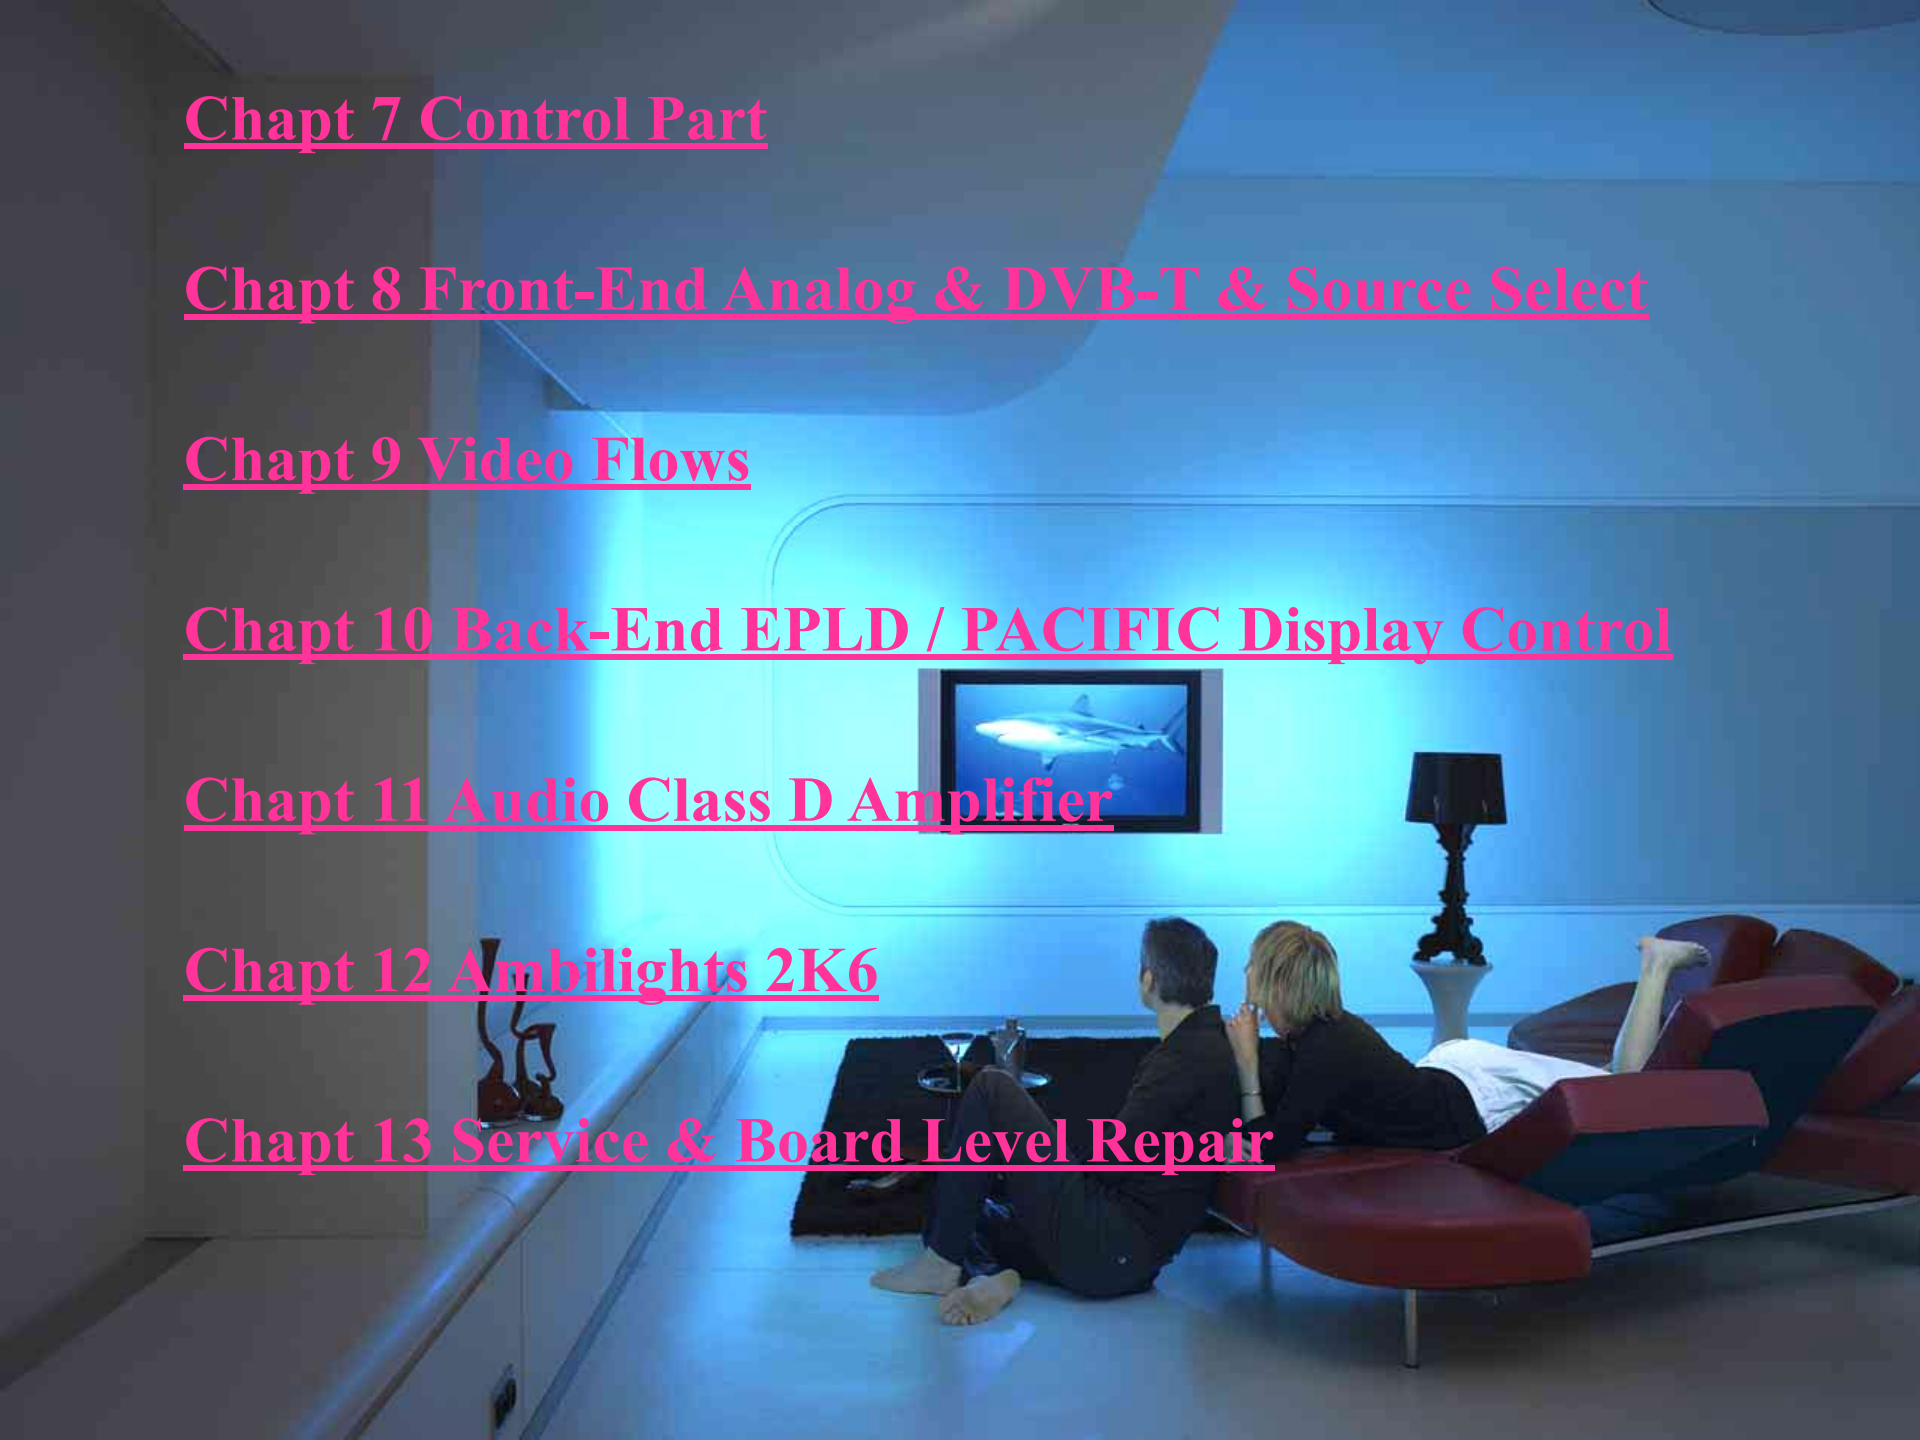 Chapt 7 Control Part
Chapt 8 Front-End Analog & DVB-T & Source Select
Chapt 9 Video Flows
Chapt 10 Back-End EPLD / PACIFIC Display Control
Chapt 11 Audio Class D Amplifier
Chapt 12 Ambilights 2K6
Chapt 13 Service & Board Level Repair